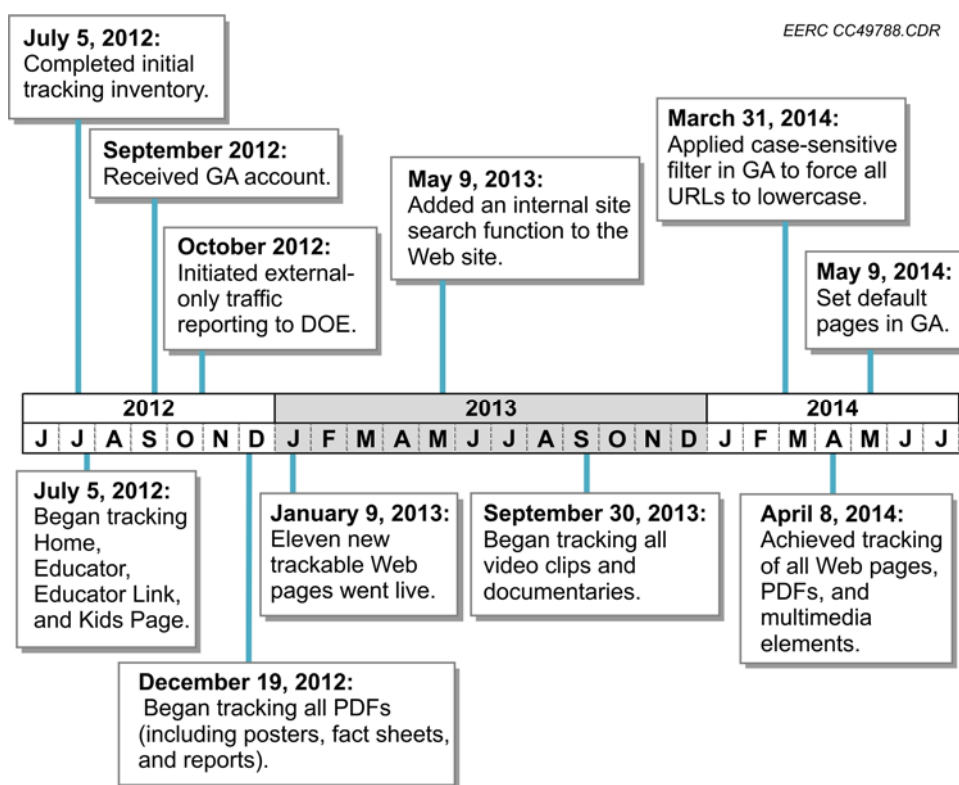 EERC CC49788.CDR
July 5, 2012:
Completed initial
tracking inventory.
September 2012:
Received GA account.
October 2012:
Initiated external-
only traffic
reporting to DOE.
May 9, 2013:
Added an internal site
search function to the
Web site.
March 31, 2014:
Applied case-sensitive
filter in GA to force all
URLs to lowercase.
May 9, 2014:
Set default
pages in GA.
2012 2013 2014
J J A S O N D J F M A M J J A S O N D J F M A M J J
July 5, 2012:
Began tracking
Home,
Educator,
Educator Link,
and Kids Page.
December 19, 2012:
Began tracking all PDFs
(including posters, fact sheets,
and reports).
January 9, 2013:
Eleven new
trackable Web
pages went live.
September 30, 2013:
Began tracking all
video clips and
documentaries.
April 8, 2014:
Achieved tracking
of all Web pages,
PDFs, and
multimedia
elements.